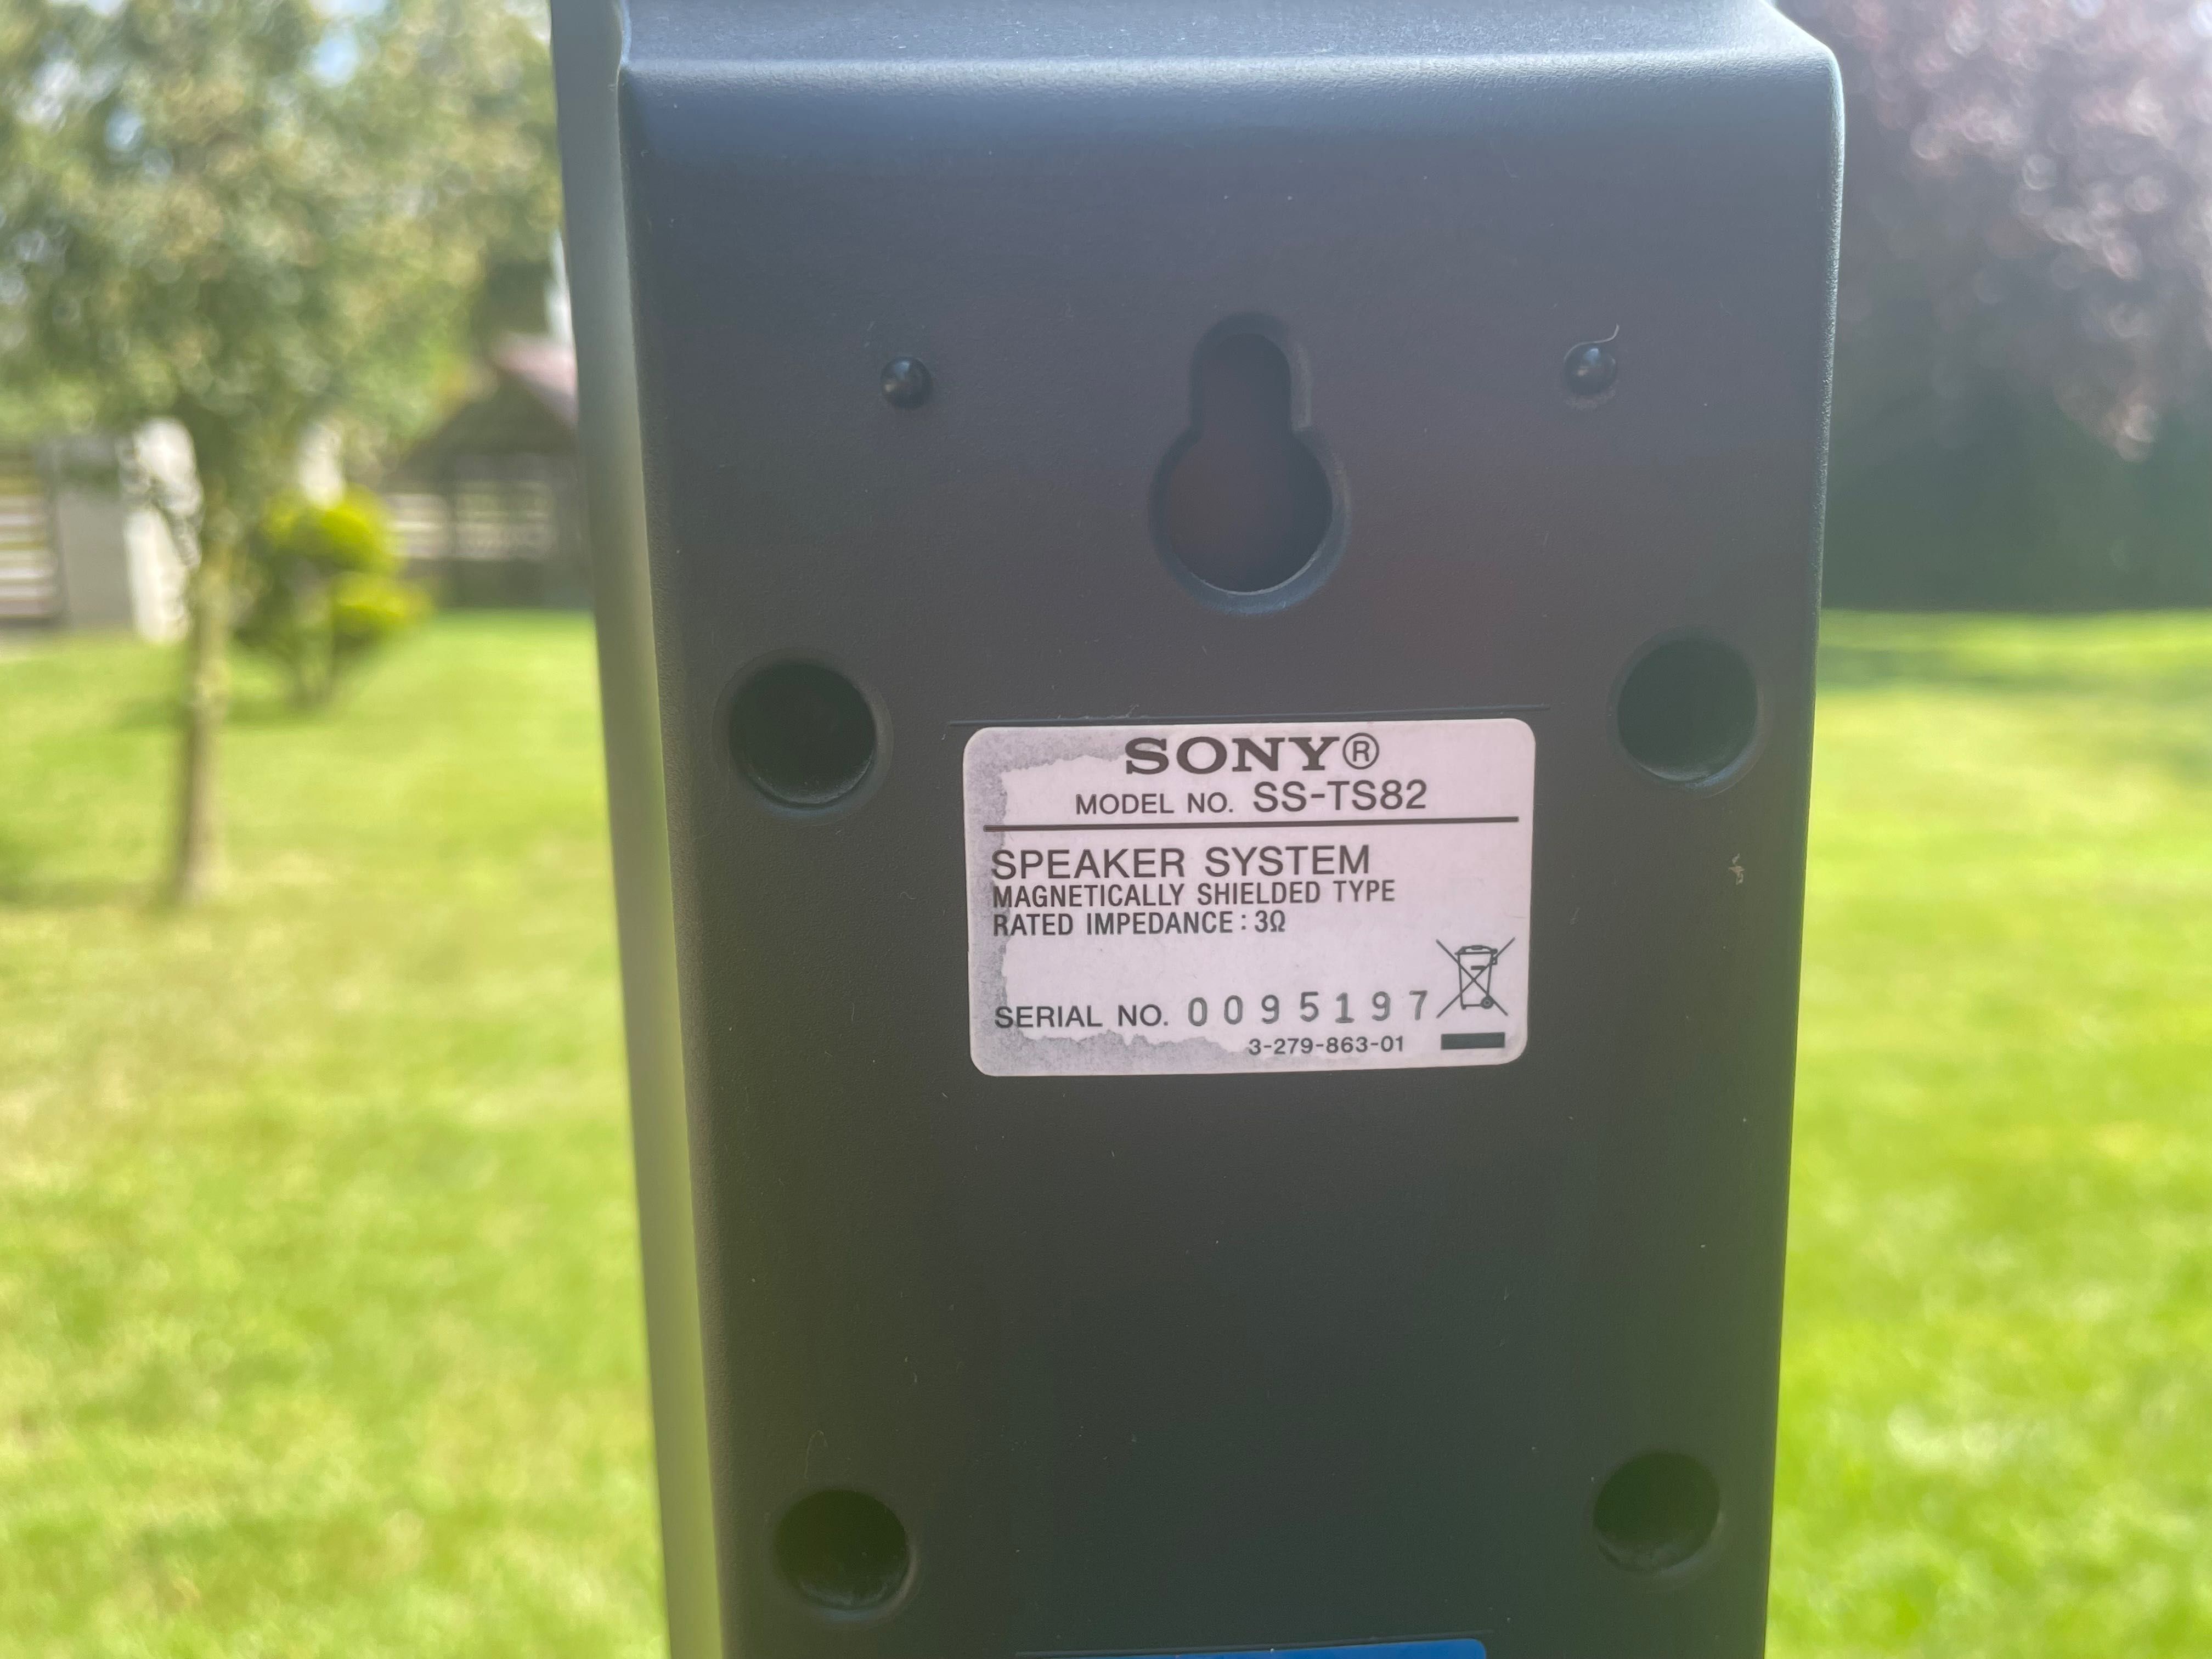 SONY®
MODEL NO. SS-TS82
SPEAKER SYSTEM
MAGNETICALLY SHIELDED TYPE
RATED IMPEDANCE : 3Ω
SERIAL NO. 0095197
3-279-863-01